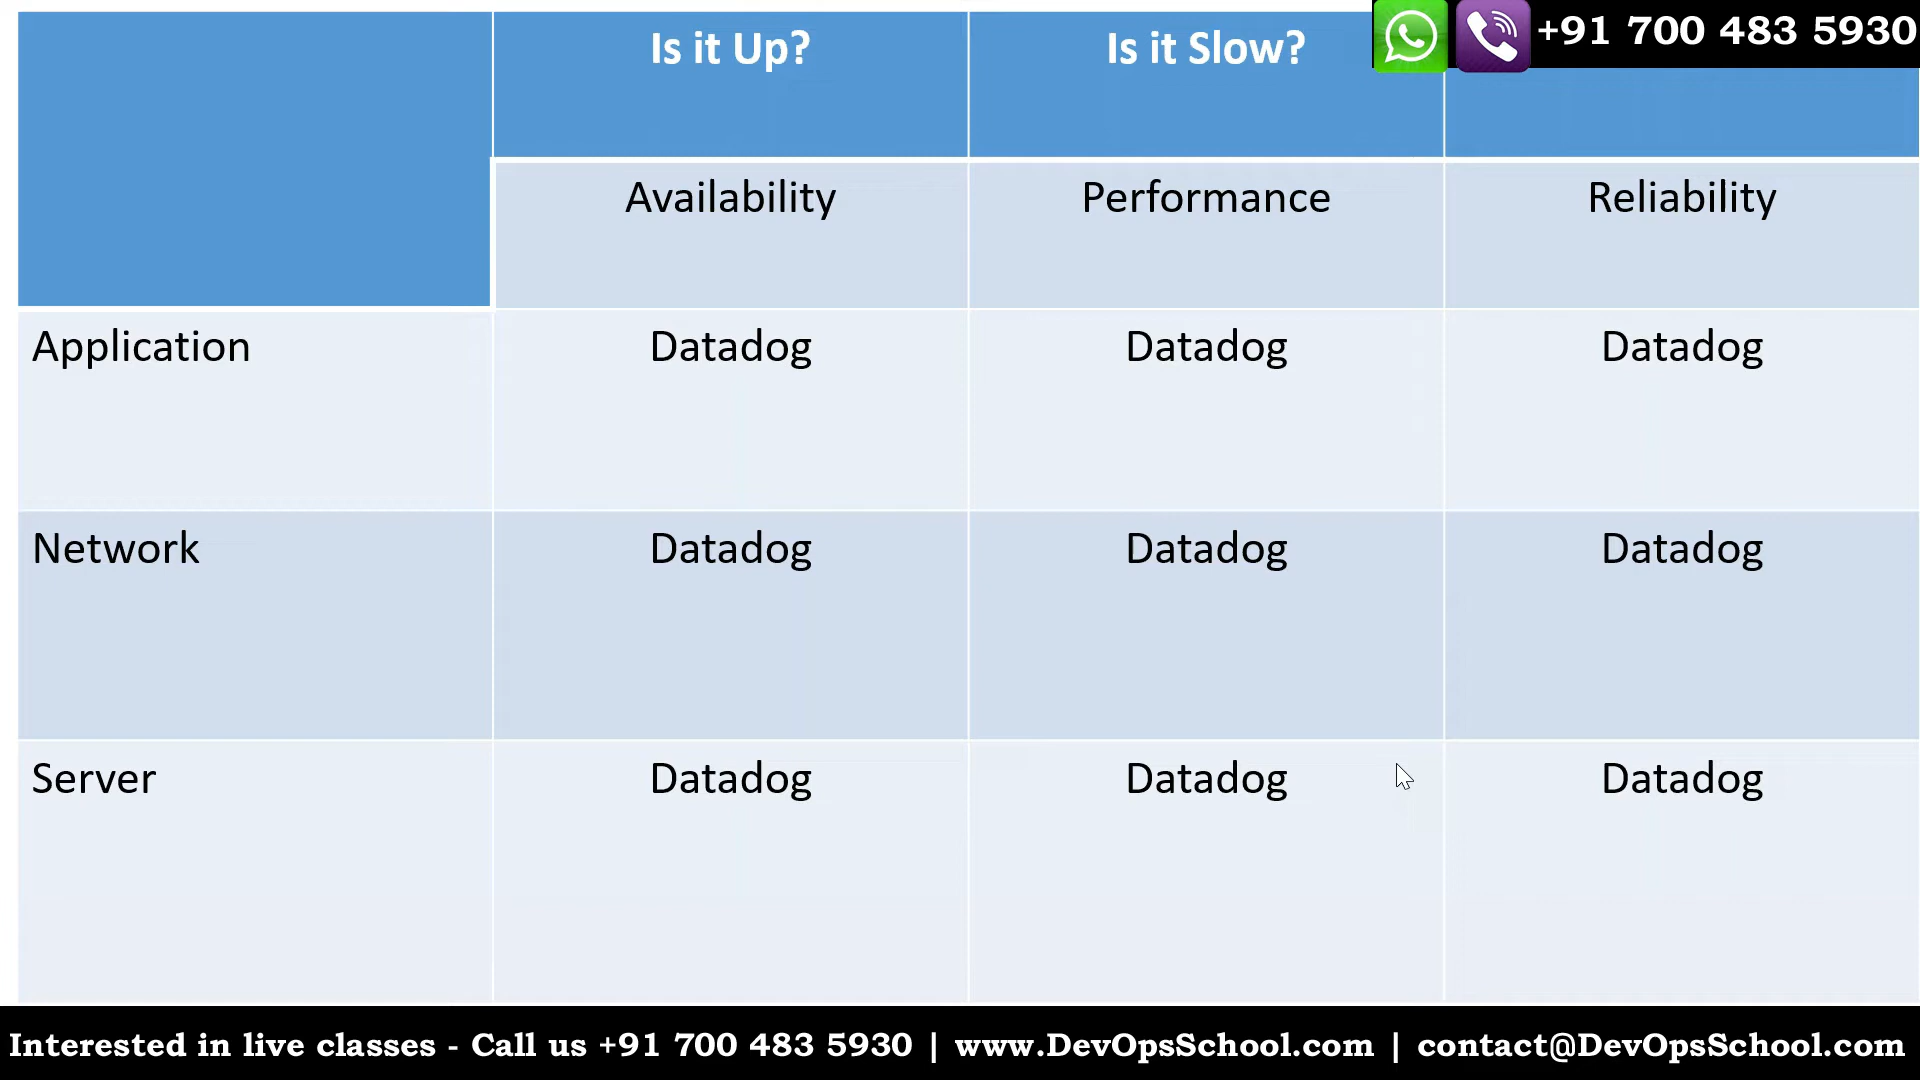 Is it Up? Is it Slow? +91 700 483 5930
Availability Performance Reliability
Application Datadog Datadog Datadog
Network Datadog Datadog Datadog
Server Datadog Datadog Datadog
Interested in live classes - Call us +91 700 483 5930 | www.DevOpsSchool.com | contact@DevOpsSchool.com